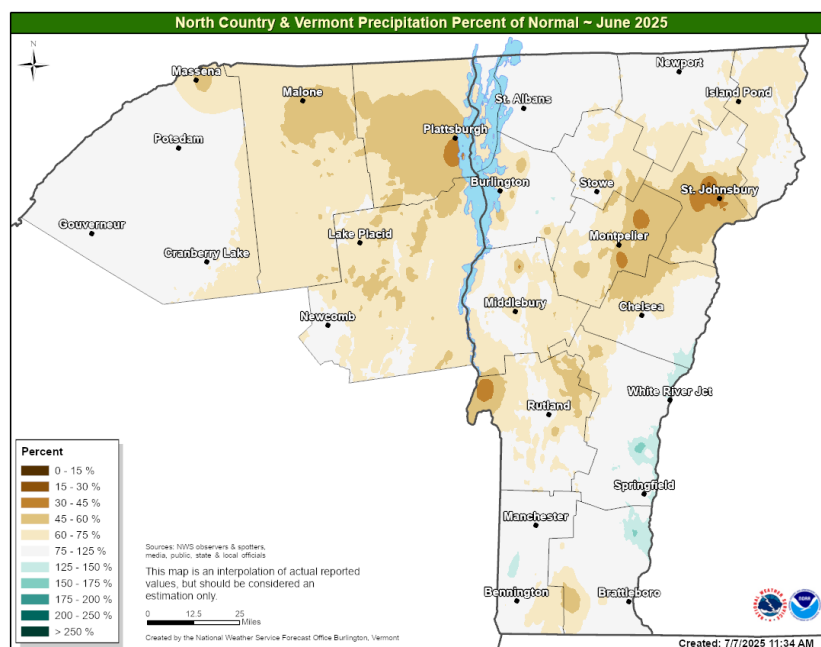 North Country & Vermont Precipitation Percent of Normal ~ June 2025
N
Massena
Malone
Newport
Island Pond
St. Albans
Plattsburgh
Potsdam
Burlington
Stowe
St. Johnsbury
Gouverneur
Lake Placid
Montpelier
Cranberry Lake
Middlebury
Chelsea
Newcomb
White River Jct
Rutland
Springfield
Manchester
Bennington
Brattleboro
Percent
0 - 15 %
15 - 30 %
30 - 45 %
45 - 60 %
60 - 75 %
75 - 125 %
125 - 150 %
150 - 175 %
175 - 200 %
200 - 250 %
> 250 %
Sources: NWS observers & spotters,
media, public, state & local officials
This map is an interpolation of actual reported
values, but should be considered an
estimation only.
0 12.5 25
Miles
Created by the National Weather Service Forecast Office Burlington, Vermont
Created: 7/7/2025 11:34 AM